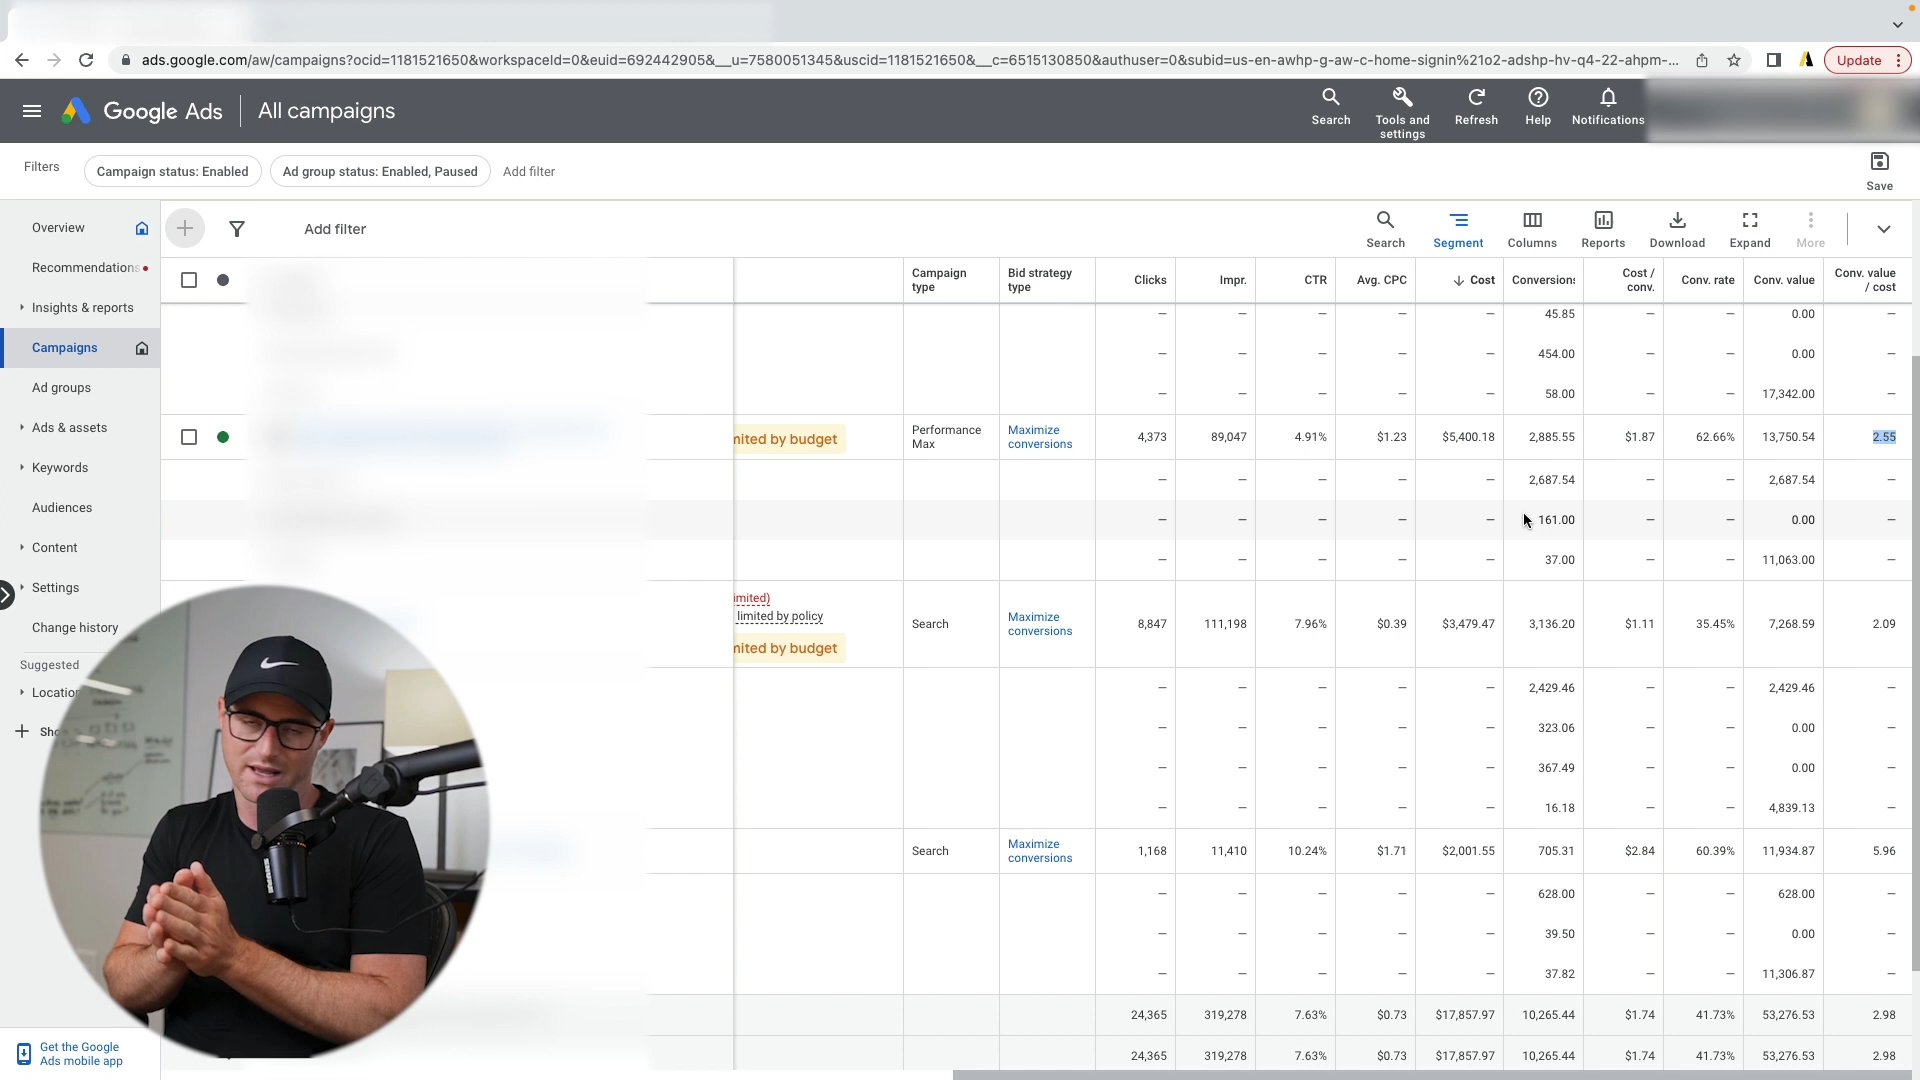 ads.google.com/aw/campaigns?ocid=1181521650&workspaceId=0&euid=692442905&__u=7580051345&uscid=1181521650&__c=6515130850&authuser=0&subid=us-en-awhp-g-aw-c-home-signin%21o2-adshp-hv-q4-22-ahpm-...
Update
Google Ads
All campaigns
Search
Tools and settings
Refresh
Help
Notifications
Filters
Campaign status: Enabled
Ad group status: Enabled, Paused
Add filter
Save
Overview
Recommendations
Insights & reports
Campaigns
Ad groups
Ads & assets
Keywords
Audiences
Content
Settings
Change history
Suggested
Locatio
Sho
Get the Google
Ads mobile app
Add filter
Search
Segment
Columns
Reports
Download
Expand
More
Campaign type
Bid strategy type
Clicks
Impr.
CTR
Avg. CPC
Cost
Conversions
Cost / conv.
Conv. rate
Conv. value
Conv. value / cost
— — — — — 45.85 — — 0.00 —
— — — — — 454.00 — — 0.00 —
— — — — — 58.00 — — 17,342.00 —
mited by budget Performance Max Maximize conversions 4,373 89,047 4.91% $1.23 $5,400.18 2,885.55 $1.87 62.66% 13,750.54 2.55
— — — — — 2,687.54 — — 2,687.54 —
— — — — — 161.00 — — 0.00 —
— — — — — 37.00 — — 11,063.00 —
imited)
limited by policy
mited by budget
Search Maximize conversions 8,847 111,198 7.96% $0.39 $3,479.47 3,136.20 $1.11 35.45% 7,268.59 2.09
— — — — — 2,429.46 — — 2,429.46 —
— — — — — 323.06 — — 0.00 —
— — — — — 367.49 — — 0.00 —
— — — — — 16.18 — — 4,839.13 —
Search Maximize conversions 1,168 11,410 10.24% $1.71 $2,001.55 705.31 $2.84 60.39% 11,934.87 5.96
— — — — — 628.00 — — 628.00 —
— — — — — 39.50 — — 0.00 —
— — — — — 37.82 — — 11,306.87 —
24,365 319,278 7.63% $0.73 $17,857.97 10,265.44 $1.74 41.73% 53,276.53 2.98
24,365 319,278 7.63% $0.73 $17,857.97 10,265.44 $1.74 41.73% 53,276.53 2.98
SHURE